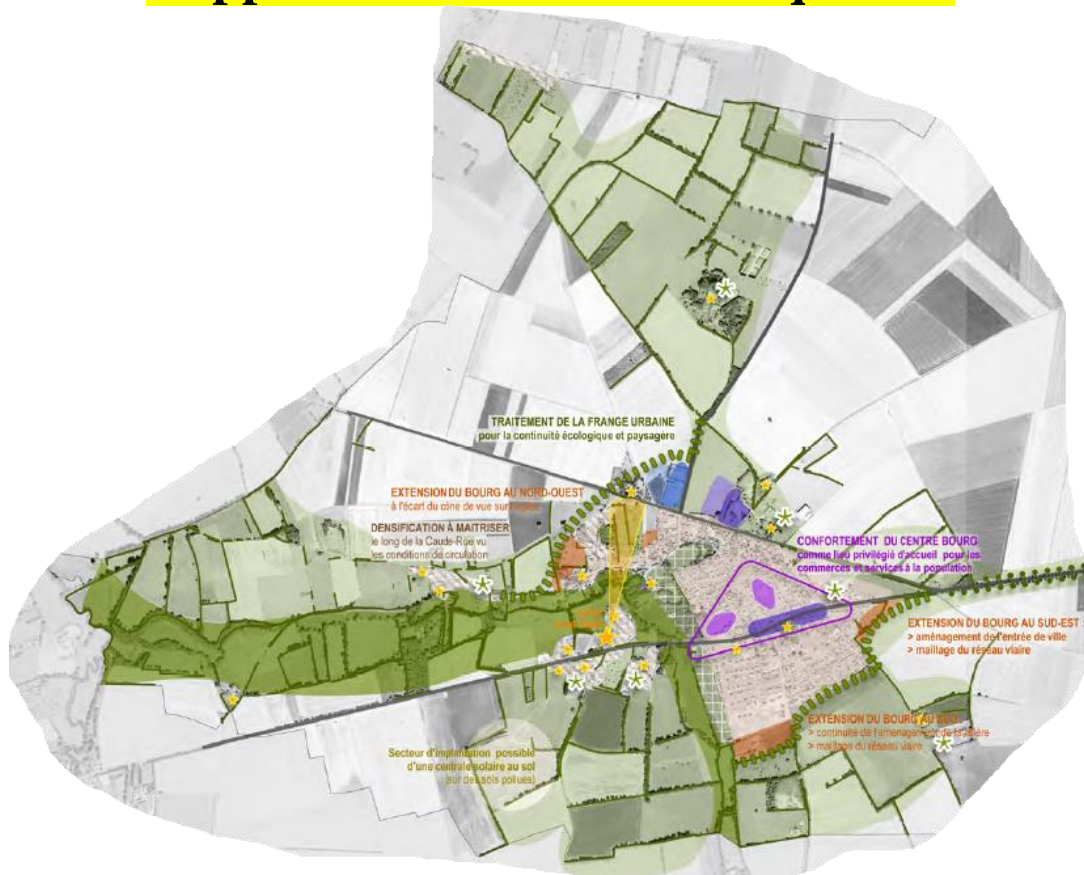 TRAITEMENT DE LA FRANGE URBAINE
pour la continuité écologique et paysagère
EXTENSION DU BOURG AU NORD-OUEST
à l'écart du cône de vue sur l'église
DENSIFICATION À MAITRISER
le long de la Caude-Rue vu
les conditions de circulation
CONFORTEMENT DU CENTRE BOURG
comme lieu privilégié d'accueil pour les
commerces et services à la population
EXTENSION DU BOURG AU SUD-EST :
> aménagement de l'entrée de ville
> maillage du réseau viaire
EXTENSION DU BOURG AU SUD :
> continuité de l'aménagement de la lisière
> maillage du réseau viaire
Secteur d'implantation possible
d'une centrale solaire au sol
(sur des sols pollués)